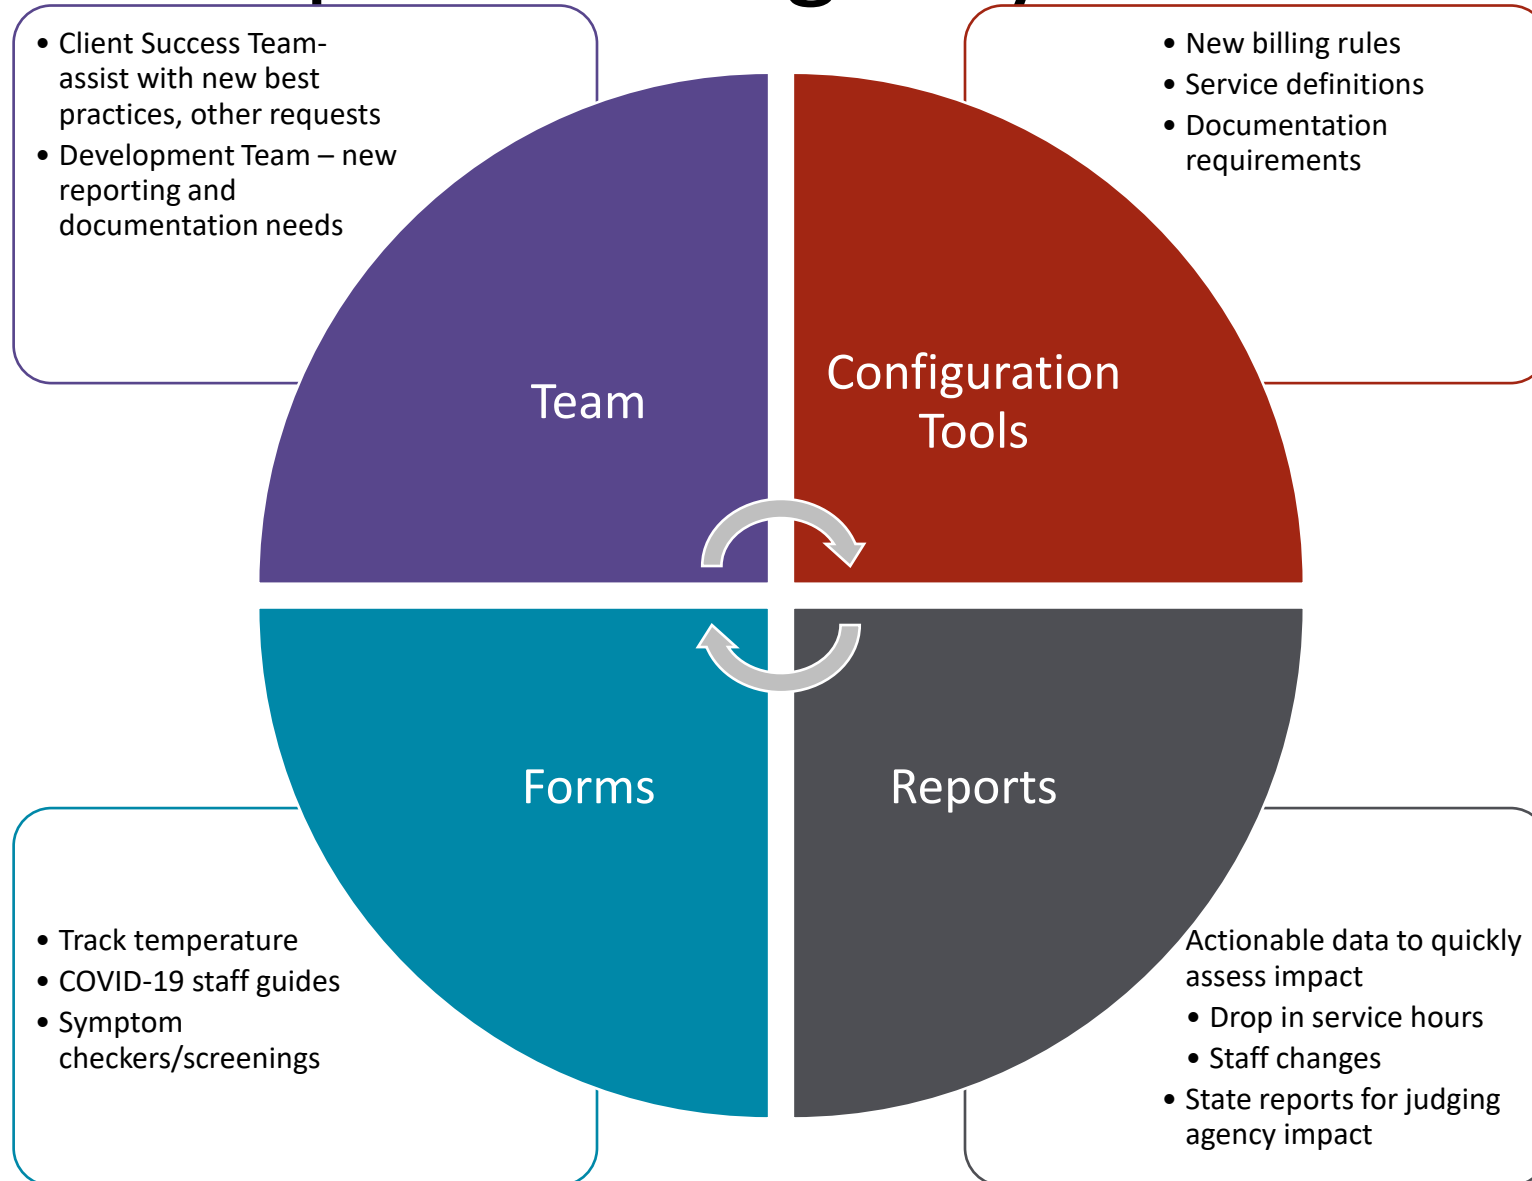 • Client Success Team-
assist with new best
practices, other requests
• Development Team – new
reporting and
documentation needs
• New billing rules
• Service definitions
• Documentation
requirements
Team
Configuration
Tools
Forms
Reports
• Track temperature
• COVID-19 staff guides
• Symptom
checkers/screenings
Actionable data to quickly
assess impact
• Drop in service hours
• Staff changes
• State reports for judging
agency impact